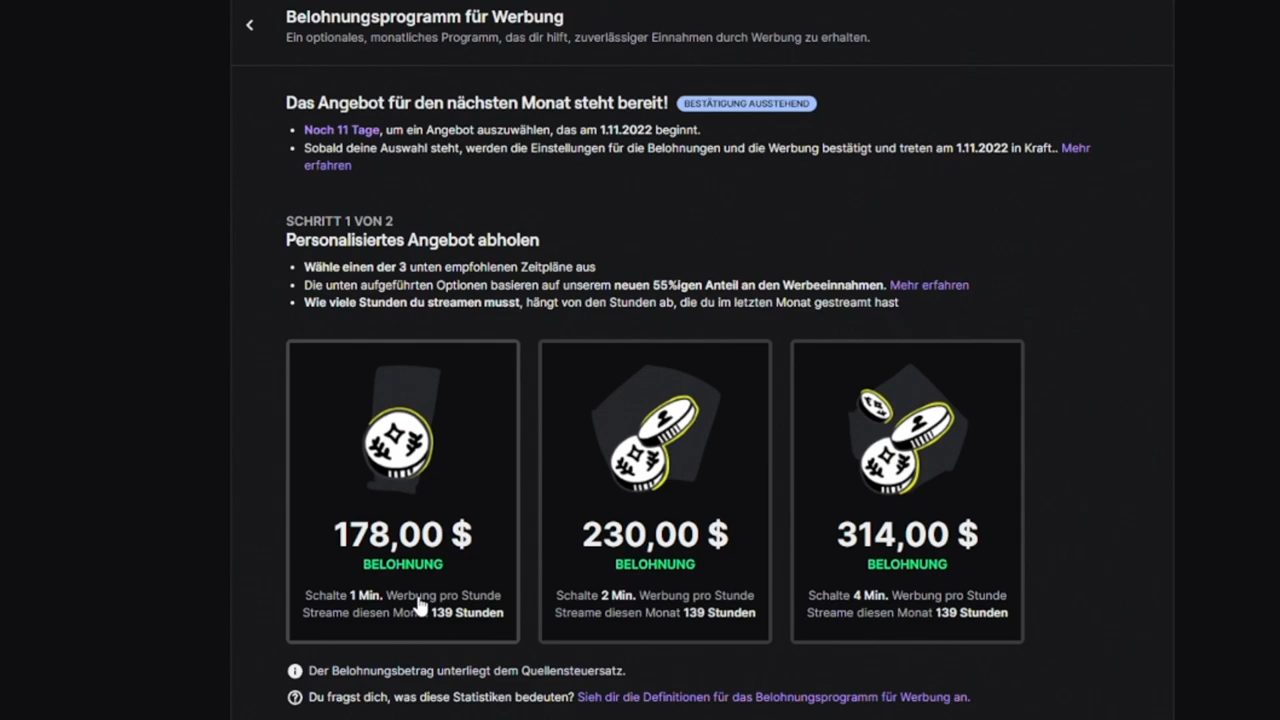 Belohnungsprogramm für Werbung
Ein optionales, monatliches Programm, das dir hilft, zuverlässiger Einnahmen durch Werbung zu erhalten.
Das Angebot für den nächsten Monat steht bereit! BESTÄTIGUNG AUSSTEHEND
• Noch 11 Tage, um ein Angebot auszuwählen, das am 1.11.2022 beginnt.
• Sobald deine Auswahl steht, werden die Einstellungen für die Belohnungen und die Werbung bestätigt und treten am 1.11.2022 in Kraft.. Mehr
erfahren
SCHRITT 1 VON 2
Personalisiertes Angebot abholen
• Wähle einen der 3 unten empfohlenen Zeitpläne aus
• Die unten aufgeführten Optionen basieren auf unserem neuen 55%igen Anteil an den Werbeeinnahmen. Mehr erfahren
• Wie viele Stunden du streamen musst, hängt von den Stunden ab, die du im letzten Monat gestreamt hast
178,00 $
BELOHNUNG
Schalte 1 Min. Werbung pro Stunde
Streame diesen Monat 139 Stunden
230,00 $
BELOHNUNG
Schalte 2 Min. Werbung pro Stunde
Streame diesen Monat 139 Stunden
314,00 $
BELOHNUNG
Schalte 4 Min. Werbung pro Stunde
Streame diesen Monat 139 Stunden
Der Belohnungsbetrag unterliegt dem Quellensteuersatz.
Du fragst dich, was diese Statistiken bedeuten? Sieh dir die Definitionen für das Belohnungsprogramm für Werbung an.